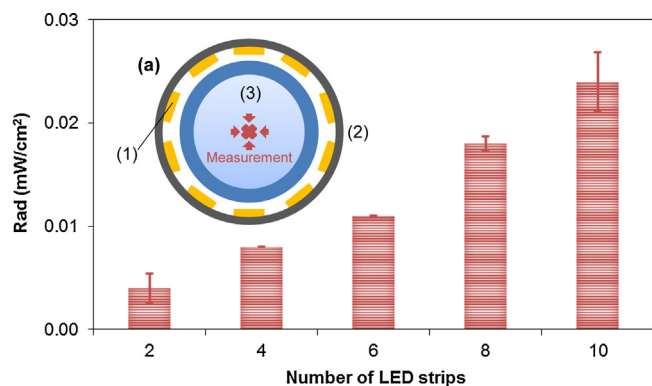 0.03
(a)
(3)
0.02
(1)
(2)
Measurement
Rad (mW/cm²)
0.01
0.00
2 4 6 8 10
Number of LED strips